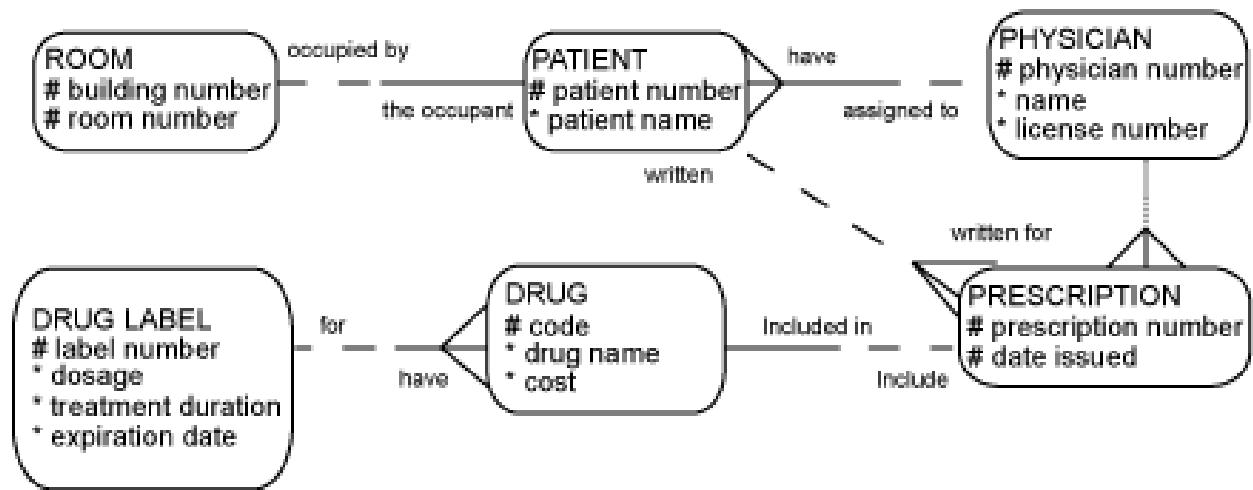 ROOM
# building number
# room number
occupied by
the occupant
PATIENT
# patient number
* patient name
have
assigned to
PHYSICIAN
# physician number
* name
* license number
written
written for
DRUG LABEL
# label number
* dosage
* treatment duration
* expiration date
for
have
DRUG
# code
* drug name
* cost
Included in
Include
PRESCRIPTION
# prescription number
# date issued